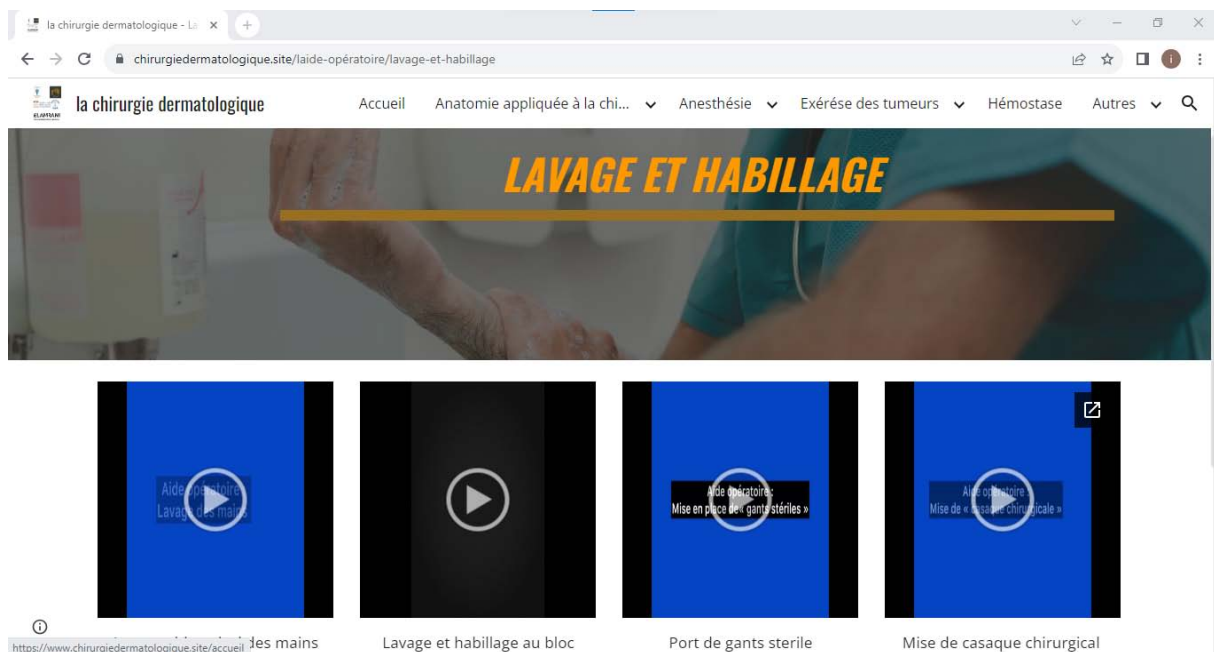 la chirurgie dermatologique - La
chirurgiedermatologique.site/laide-opératoire/lavage-et-habillage
la chirurgie dermatologique
Accueil Anatomie appliquée à la chi... Anesthésie Exérése des tumeurs Hémostase Autres
LAVAGE ET HABILLAGE
Aide opératoire :
Lavage des mains
Aide opératoire :
Mise en place de « gants stériles »
Aide opératoire :
Mise de « casaque chirurgicale »
des mains Lavage et habillage au bloc Port de gants sterile Mise de casaque chirurgical
https://www.chirurgiedermatologique.site/accueil